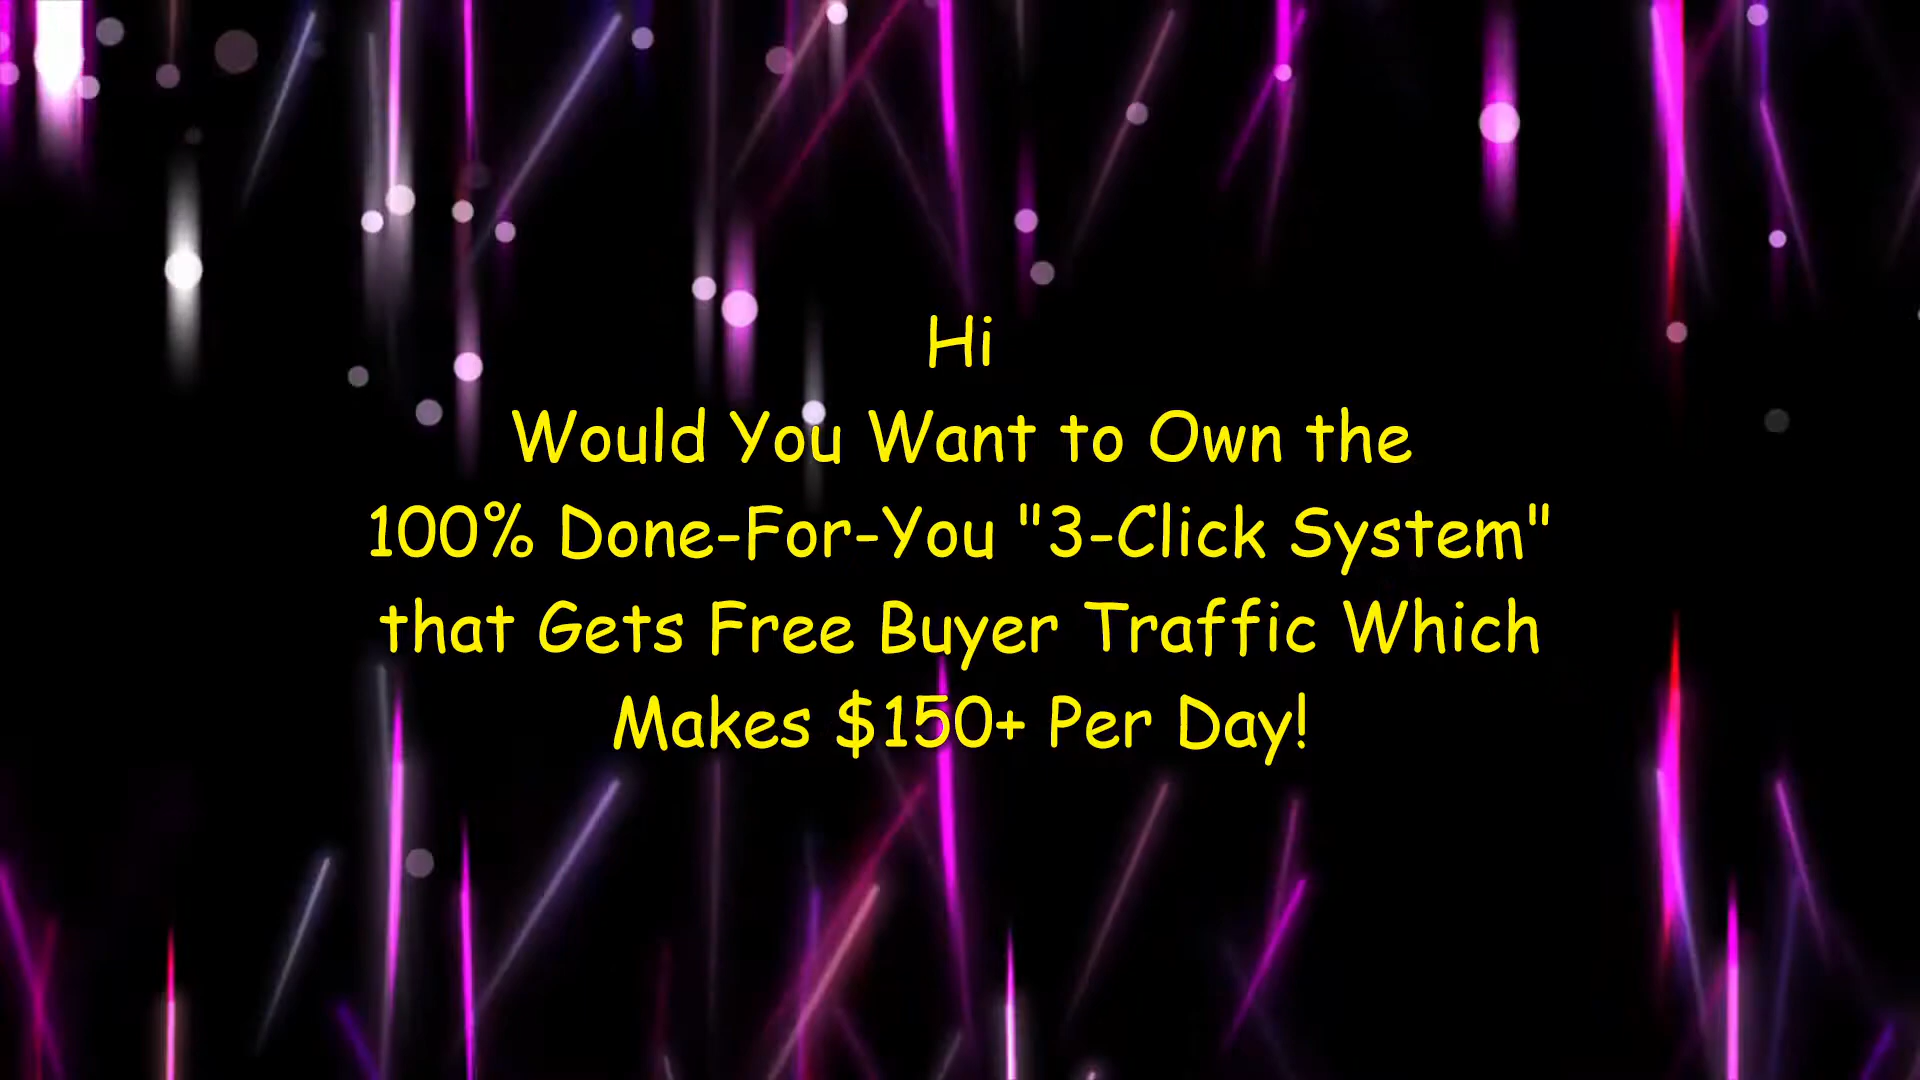 Hi
Would You Want to Own the
100% Done-For-You "3-Click System"
that Gets Free Buyer Traffic Which
Makes $150+ Per Day!